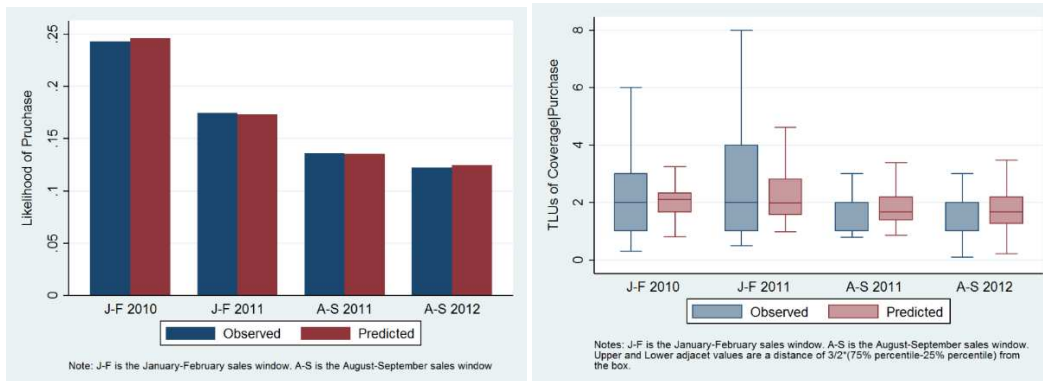 Likelihood of Pruchase
.25
.2
.15
.1
.05
0
J-F 2010
J-F 2011
A-S 2011
A-S 2012
Observed
Predicted
Note: J-F is the January-February sales window. A-S is the August-September sales window
TLUs of Coverage|Purchase
8
6
4
2
0
J-F 2010
J-F 2011
A-S 2011
A-S 2012
Observed
Predicted
Notes: J-F is the January-February sales window. A-S is the August-September sales window.
Upper and Lower adjacet values are a distance of 3/2*(75% percentile-25% percentile) from
the box.